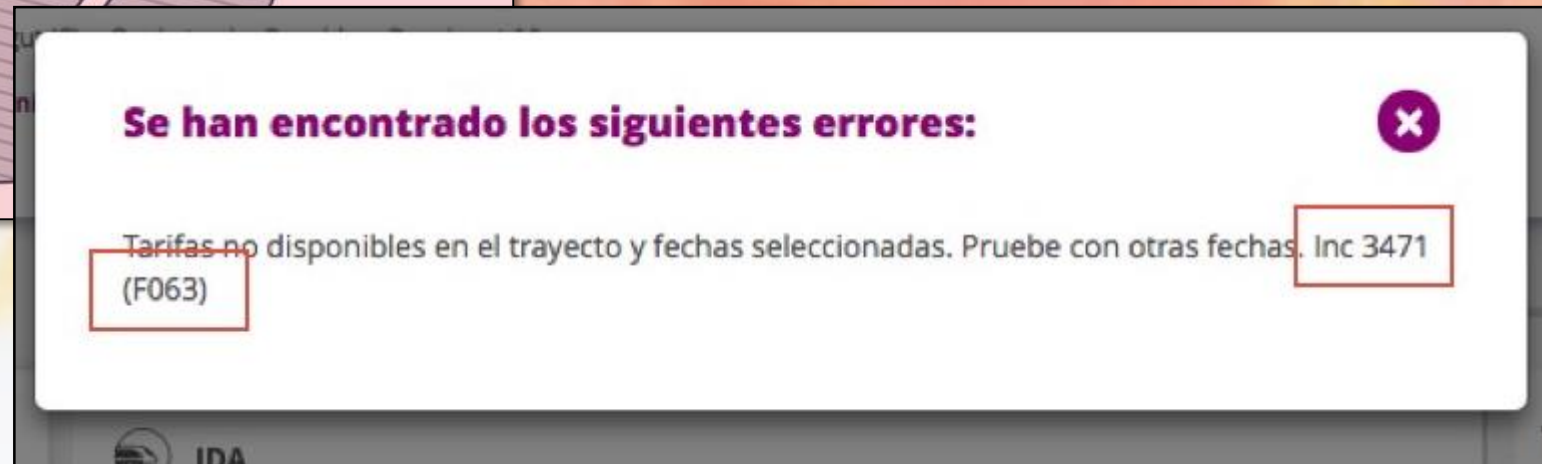 Se han encontrado los siguientes errores:
Tarifas no disponibles en el trayecto y fechas seleccionadas. Pruebe con otras fechas. Inc 3471
(F063)
IDA